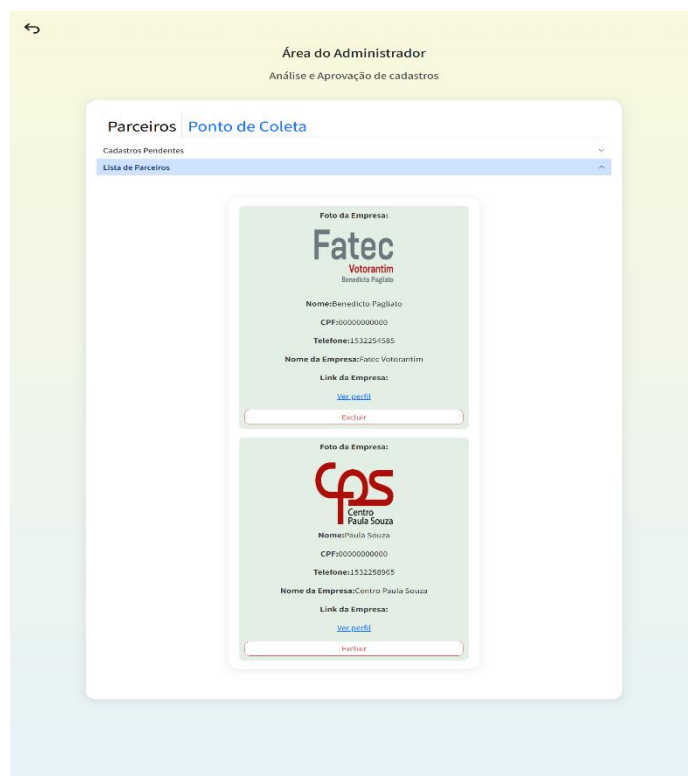 Área do Administrador
Análise e Aprovação de cadastros
Parceiros Ponto de Coleta
Cadastros Pendentes
Lista de Parceiros
Foto da Empresa:
Fatec
Votorantim
Benedicto Pagliato
Nome:Benedicto Pagliato
CPF:00000000000
Telefone:1532254585
Nome da Empresa:Fatec Votorantim
Link da Empresa:
Ver perfil
Excluir
Foto da Empresa:
cps
Centro
Paula Souza
Nome:Paula Souza
CPF:00000000000
Telefone:1532258965
Nome da Empresa:Centro Paula Souza
Link da Empresa:
Ver perfil
Excluir